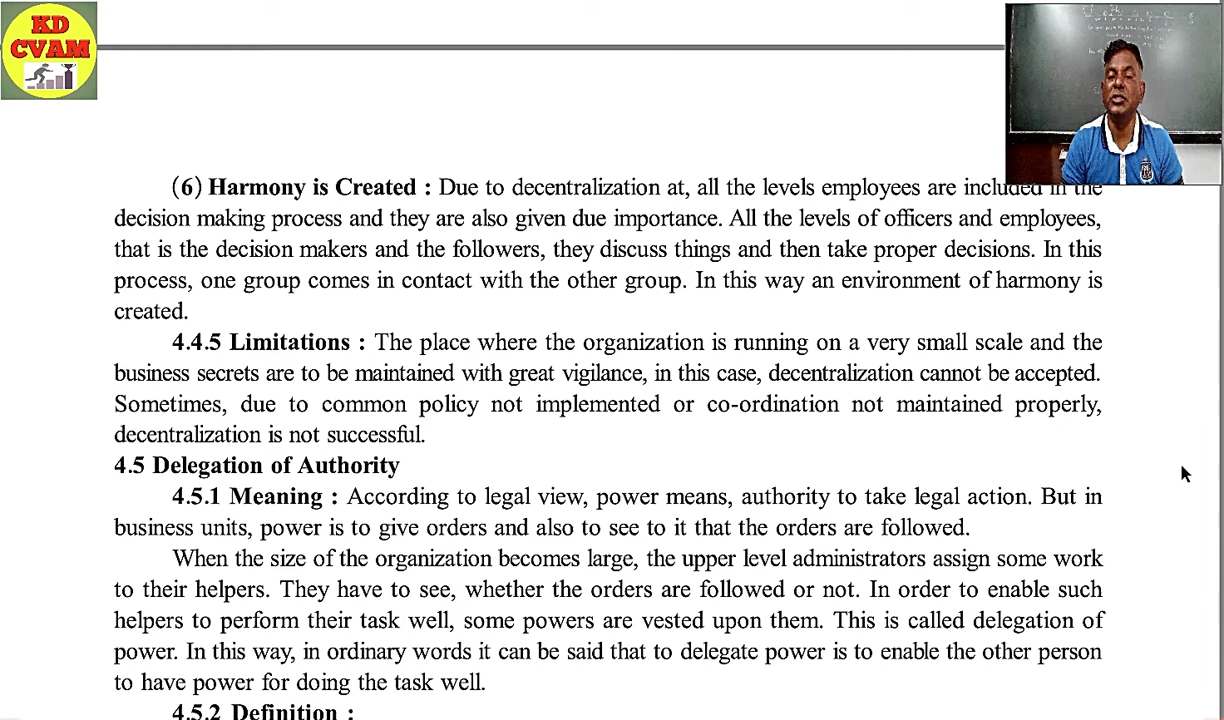 KD
CVAM
(6) Harmony is Created : Due to decentralization at, all the levels employees are included in the
decision making process and they are also given due importance. All the levels of officers and employees,
that is the decision makers and the followers, they discuss things and then take proper decisions. In this
process, one group comes in contact with the other group. In this way an environment of harmony is
created.
4.4.5 Limitations : The place where the organization is running on a very small scale and the
business secrets are to be maintained with great vigilance, in this case, decentralization cannot be accepted.
Sometimes, due to common policy not implemented or co-ordination not maintained properly,
decentralization is not successful.
4.5 Delegation of Authority
4.5.1 Meaning : According to legal view, power means, authority to take legal action. But in
business units, power is to give orders and also to see to it that the orders are followed.
When the size of the organization becomes large, the upper level administrators assign some work
to their helpers. They have to see, whether the orders are followed or not. In order to enable such
helpers to perform their task well, some powers are vested upon them. This is called delegation of
power. In this way, in ordinary words it can be said that to delegate power is to enable the other person
to have power for doing the task well.
4.5.2 Definition :